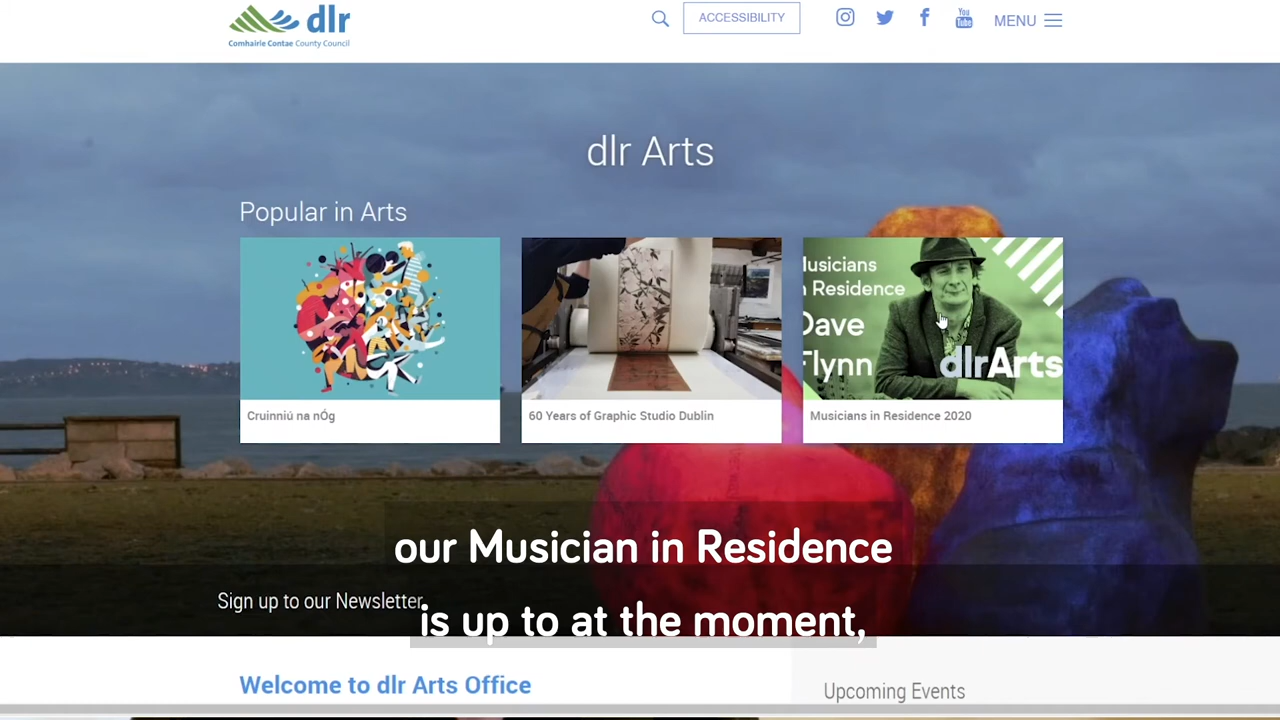 dlr
Comhairle Contae County Council
ACCESSIBILITY
You
Tube
MENU
dlr Arts
Popular in Arts
Musicians
in Residence
Dave
Flynn
dlrArts
Cruinniú na nÓg
60 Years of Graphic Studio Dublin
Musicians in Residence 2020
our Musician in Residence
Sign up to our Newsletter
is up to at the moment,
Welcome to dlr Arts Office
Upcoming Events